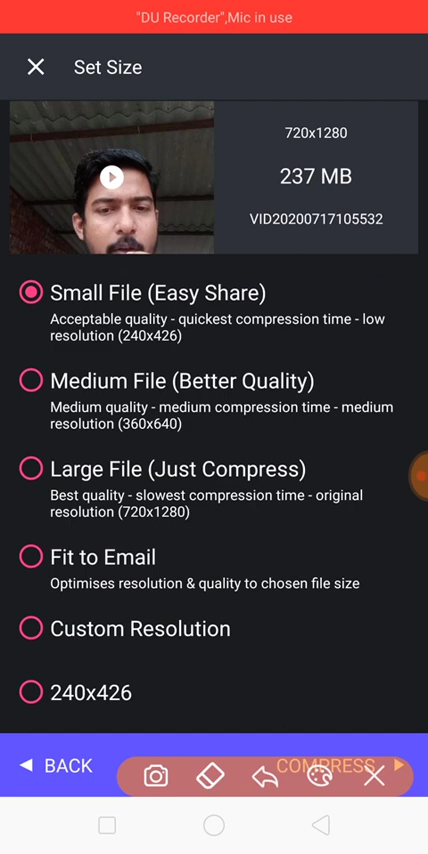 "DU Recorder",Mic in use
Set Size
720x1280
237 MB
VID20200717105532
Small File (Easy Share)
Acceptable quality - quickest compression time - low
resolution (240x426)
Medium File (Better Quality)
Medium quality - medium compression time - medium
resolution (360x640)
Large File (Just Compress)
Best quality - slowest compression time - original
resolution (720x1280)
Fit to Email
Optimises resolution & quality to chosen file size
Custom Resolution
240x426
BACK
COMPRESS